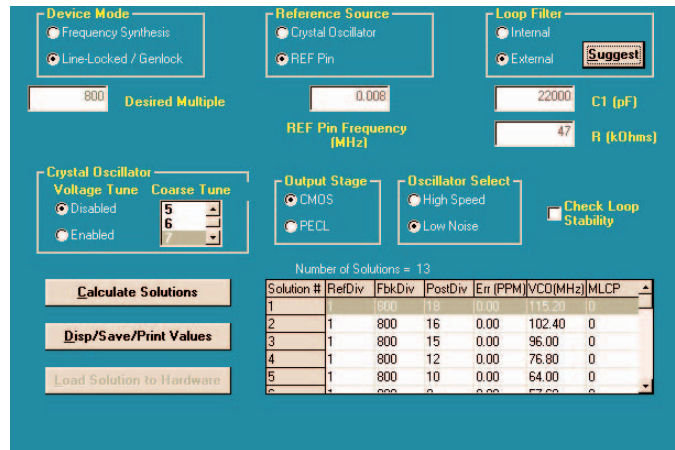 Device Mode
Frequency Synthesis
Line-Locked / Genlock
Reference Source
Crystal Oscillator
REF Pin
Loop Filter
Internal
External
Suggest
800 Desired Multiple
0.008
REF Pin Frequency
(MHz)
22000 C1 (pF)
47 R (kOhms)
Crystal Oscillator
Voltage Tune Coarse Tune
Disabled
Enabled
5
6
7
Output Stage
CMOS
PECL
Oscillator Select
High Speed
Low Noise
Check Loop
Stability
Number of Solutions = 13
Calculate Solutions
Disp/Save/Print Values
Load Solution to Hardware
Solution # RefDiv FbkDiv PostDiv Err (PPM) VCO(MHz) MLCP
1 1 800 18 0.00 115.20 0
2 1 800 16 0.00 102.40 0
3 1 800 15 0.00 96.00 0
4 1 800 12 0.00 76.80 0
5 1 800 10 0.00 64.00 0